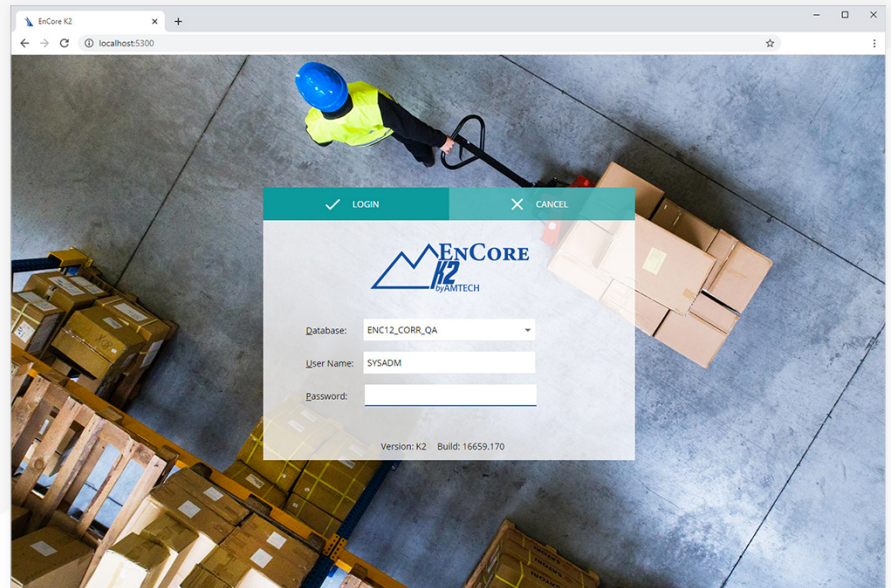 EnCore K2
localhost:5300
LOGIN
CANCEL
ENCORE
K2
byAMTECH
Database: ENC12_CORR_QA
User Name: SYSADM
Password:
Version: K2 Build: 16659.170